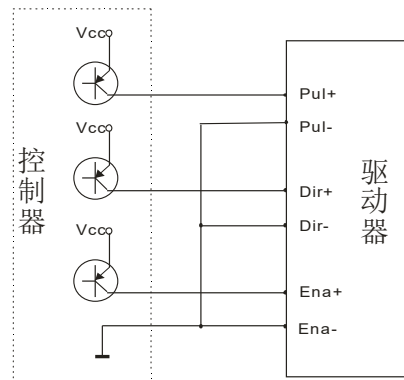 Vcc
Pul+
Pul-
Vcc
控制器
驱动器
Dir+
Dir-
Vcc
Ena+
Ena-